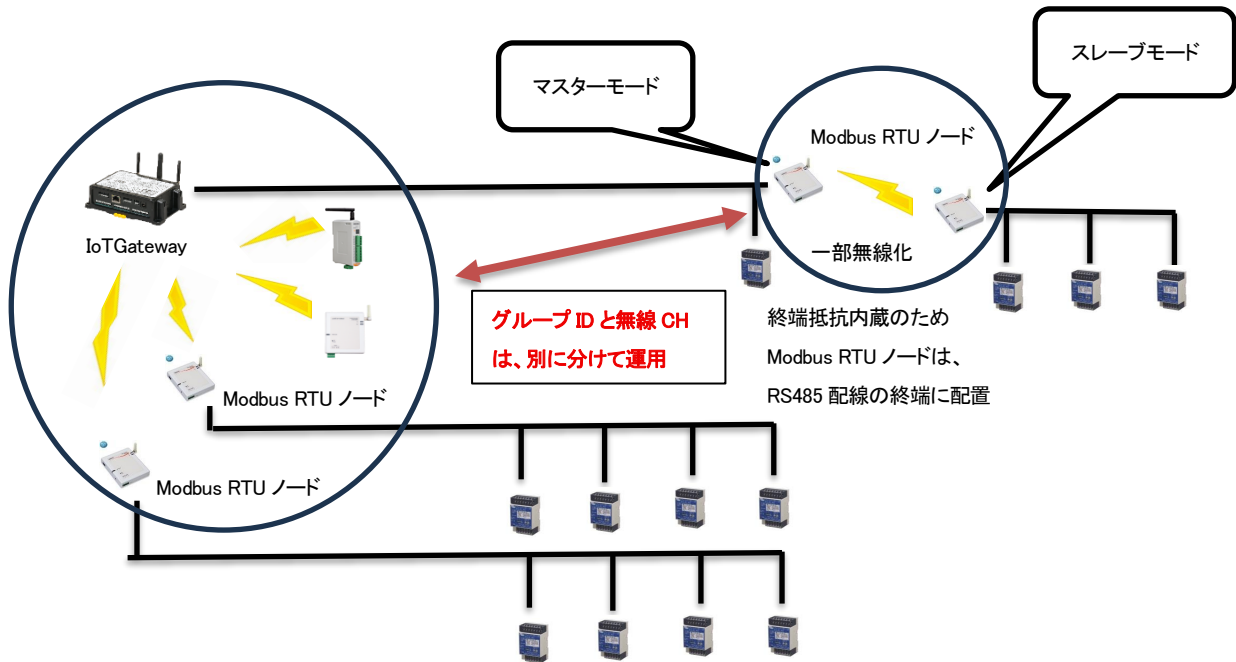 スレーブモード
マスターモード
Modbus RTU ノード
IoTGateway
一部無線化
グループ ID と無線 CH
は、別に分けて運用
終端抵抗内蔵のため
Modbus RTU ノードは、
RS485 配線の終端に配置
Modbus RTU ノード
Modbus RTU ノード